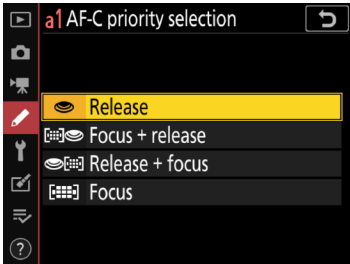 a1 AF-C priority selection
Release
Focus + release
Release + focus
Focus
?